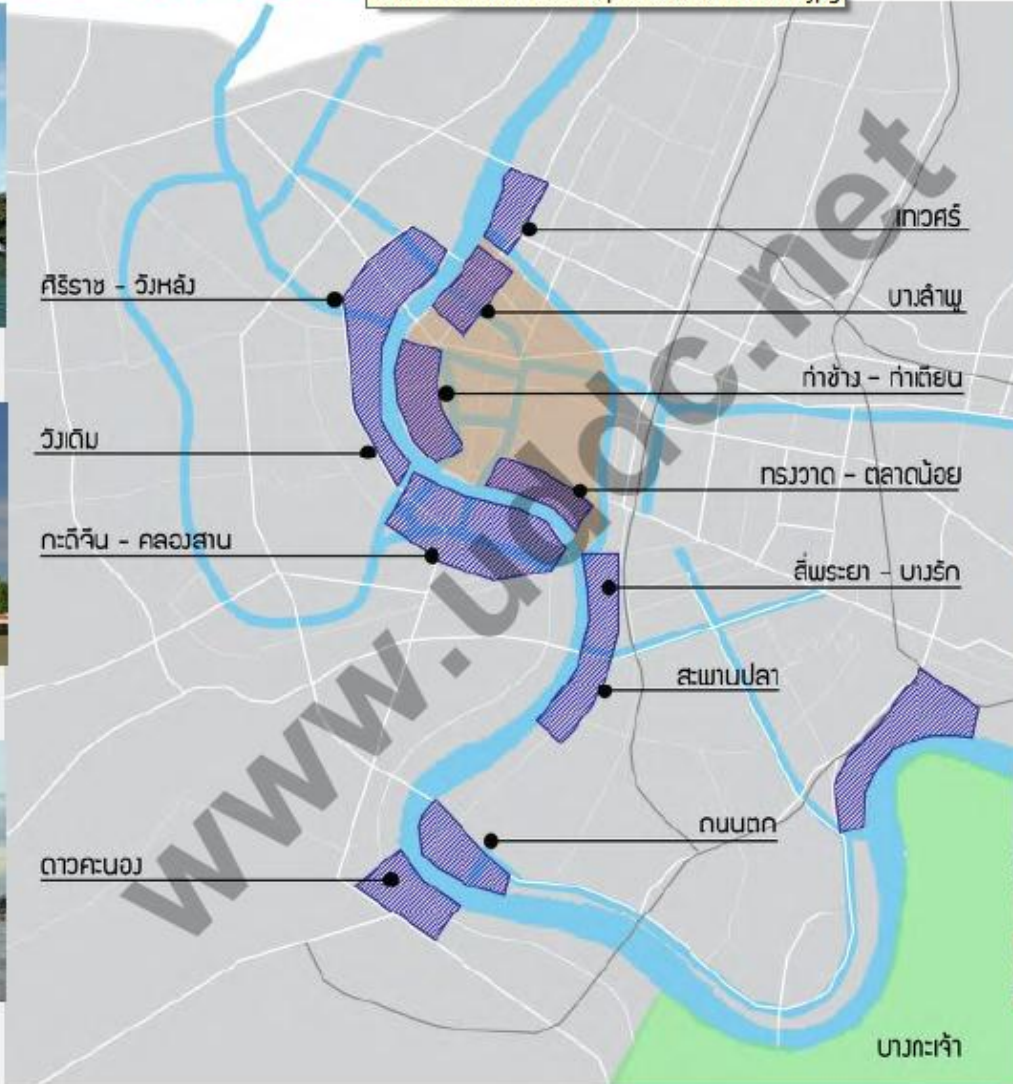 เทเวศร์
ศิริราช - วังหลัง
บางลำพู
ท่าช้าง - ท่าเตียน
วังเดิม
ทรงวาด - ตลาดน้อย
กะดีจีน - คลองสาน
สี่พระยา - บางรัก
สะพานปลา
ถนนตก
ดาวคะนอง
บางกะเจ้า
www.uddc.net